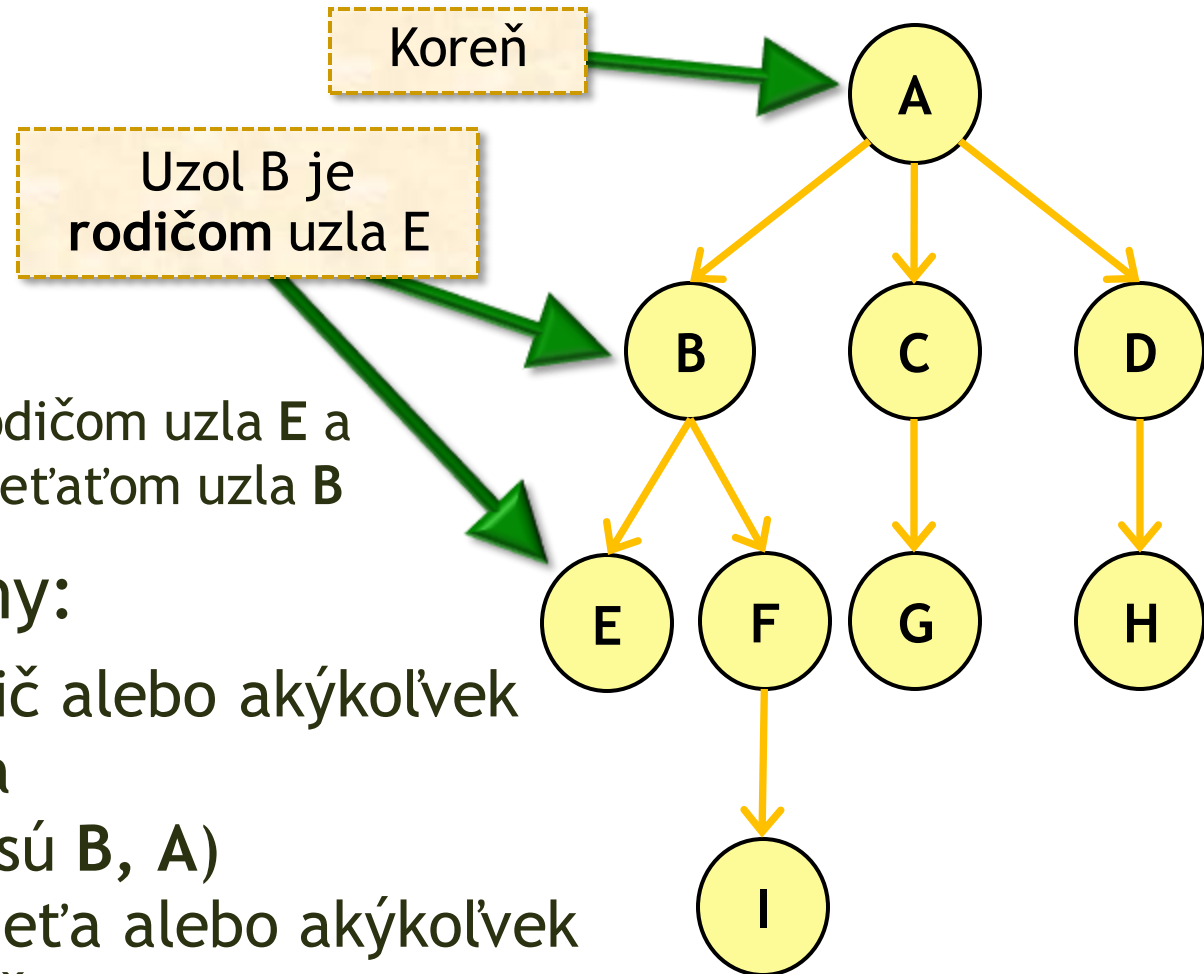 Koreň
A
Uzol B je
rodičom uzla E
B
C
D
odičom uzla E a
eťaťom uzla B
E
F
G
H
ny:
ič alebo akýkoľvek
a
sú B, A)
I
eťa alebo akýkoľvek